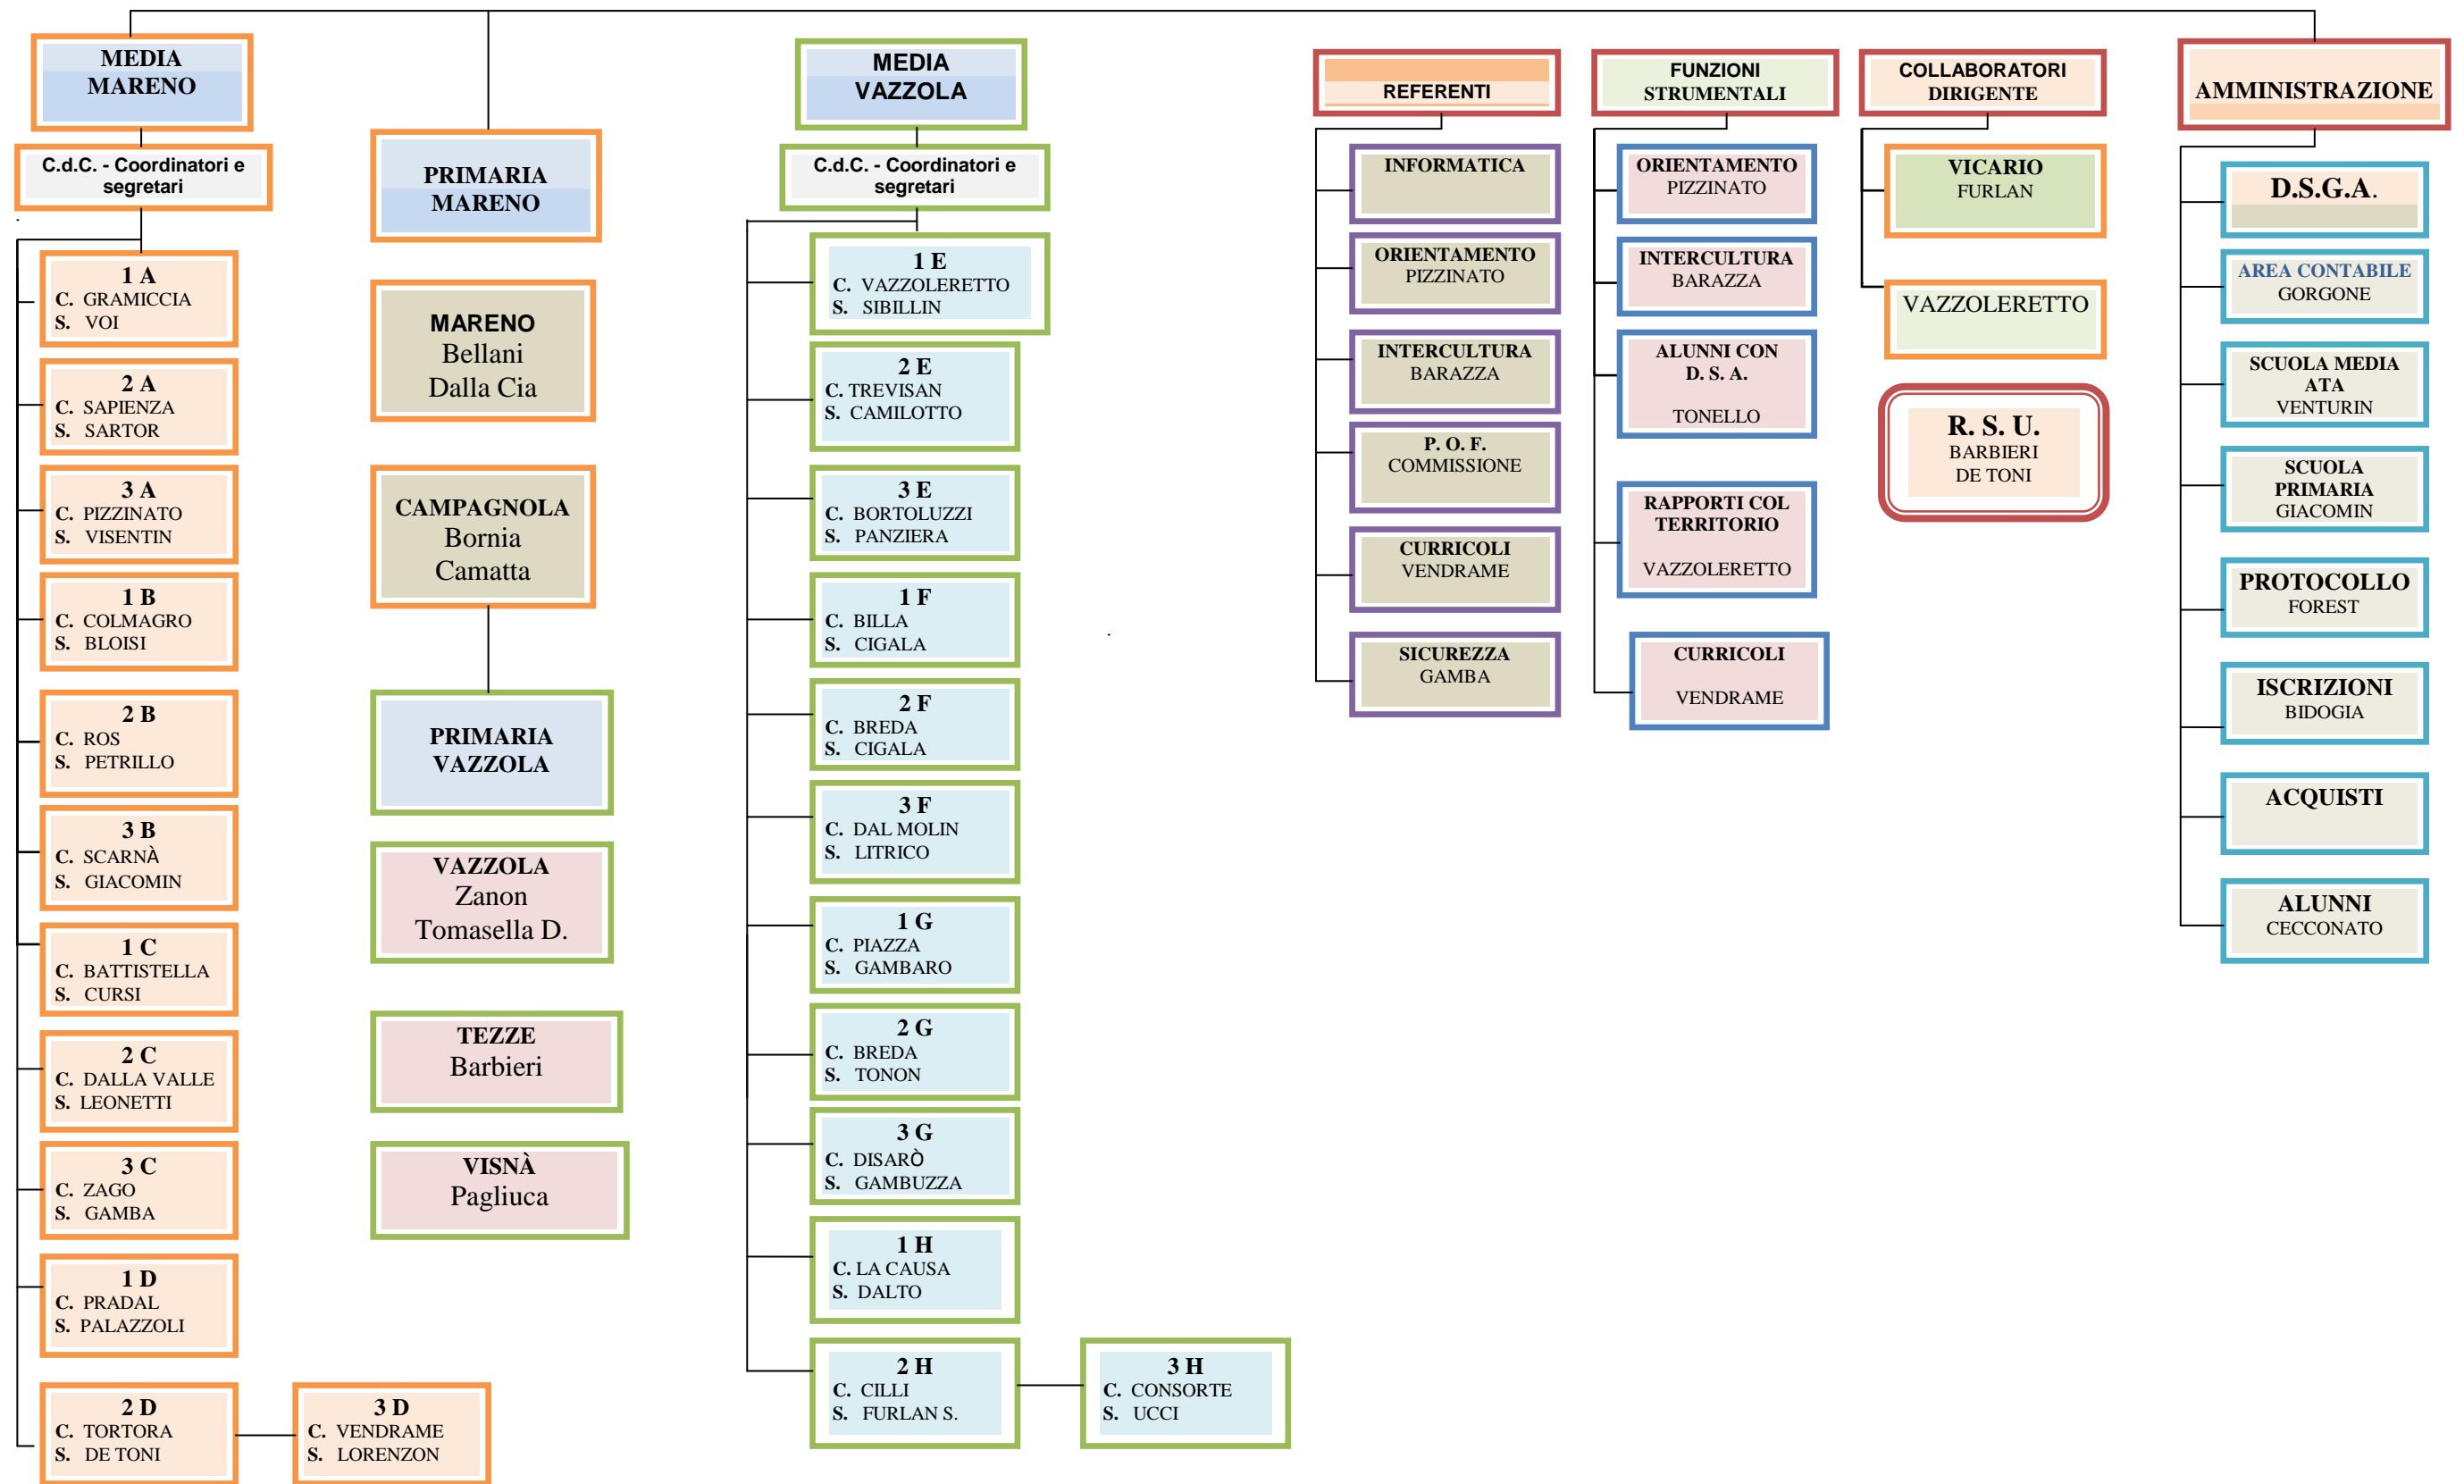 MEDIA
MARENO
C.d.C. - Coordinatori e
segretari
1 A
C. GRAMICCIA
S. VOI
2 A
C. SAPIENZA
S. SARTOR
3 A
C. PIZZINATO
S. VISENTIN
1 B
C. COLMAGRO
S. BLOISI
2 B
C. ROS
S. PETRILLO
3 B
C. SCARNÀ
S. GIACOMIN
1 C
C. BATTISTELLA
S. CURSI
2 C
C. DALLA VALLE
S. LEONETTI
3 C
C. ZAGO
S. GAMBA
1 D
C. PRADAL
S. PALAZZOLI
2 D
C. TORTORA
S. DE TONI
3 D
C. VENDRAME
S. LORENZON
PRIMARIA
MARENO
MARENO
Bellani
Dalla Cia
CAMPAGNOLA
Bornia
Camatta
PRIMARIA
VAZZOLA
VAZZOLA
Zanon
Tomasella D.
TEZZE
Barbieri
VISNÀ
Pagliuca
MEDIA
VAZZOLA
C.d.C. - Coordinatori e
segretari
1 E
C. VAZZOLERETTO
S. SIBILLIN
2 E
C. TREVISAN
S. CAMILOTTO
3 E
C. BORTOLUZZI
S. PANZIERA
1 F
C. BILLA
S. CIGALA
2 F
C. BREDA
S. CIGALA
3 F
C. DAL MOLIN
S. LITRICO
1 G
C. PIAZZA
S. GAMBARO
2 G
C. BREDA
S. TONON
3 G
C. DISARÒ
S. GAMBUZZA
1 H
C. LA CAUSA
S. DALTO
2 H
C. CILLI
S. FURLAN S.
3 H
C. CONSORTE
S. UCCI
REFERENTI
INFORMATICA
ORIENTAMENTO
PIZZINATO
INTERCULTURA
BARAZZA
P. O. F.
COMMISSIONE
CURRICOLI
VENDRAME
SICUREZZA
GAMBA
FUNZIONI
STRUMENTALI
ORIENTAMENTO
PIZZINATO
INTERCULTURA
BARAZZA
ALUNNI CON
D. S. A.
TONELLO
RAPPORTI COL
TERRITORIO
VAZZOLERETTO
CURRICOLI
VENDRAME
COLLABORATORI
DIRIGENTE
VICARIO
FURLAN
VAZZOLERETTO
R. S. U.
BARBIERI
DE TONI
AMMINISTRAZIONE
D.S.G.A.
AREA CONTABILE
GORGONE
SCUOLA MEDIA
ATA
VENTURIN
SCUOLA
PRIMARIA
GIACOMIN
PROTOCOLLO
FOREST
ISCRIZIONI
BIDOGIA
ACQUISTI
ALUNNI
CECCONATO